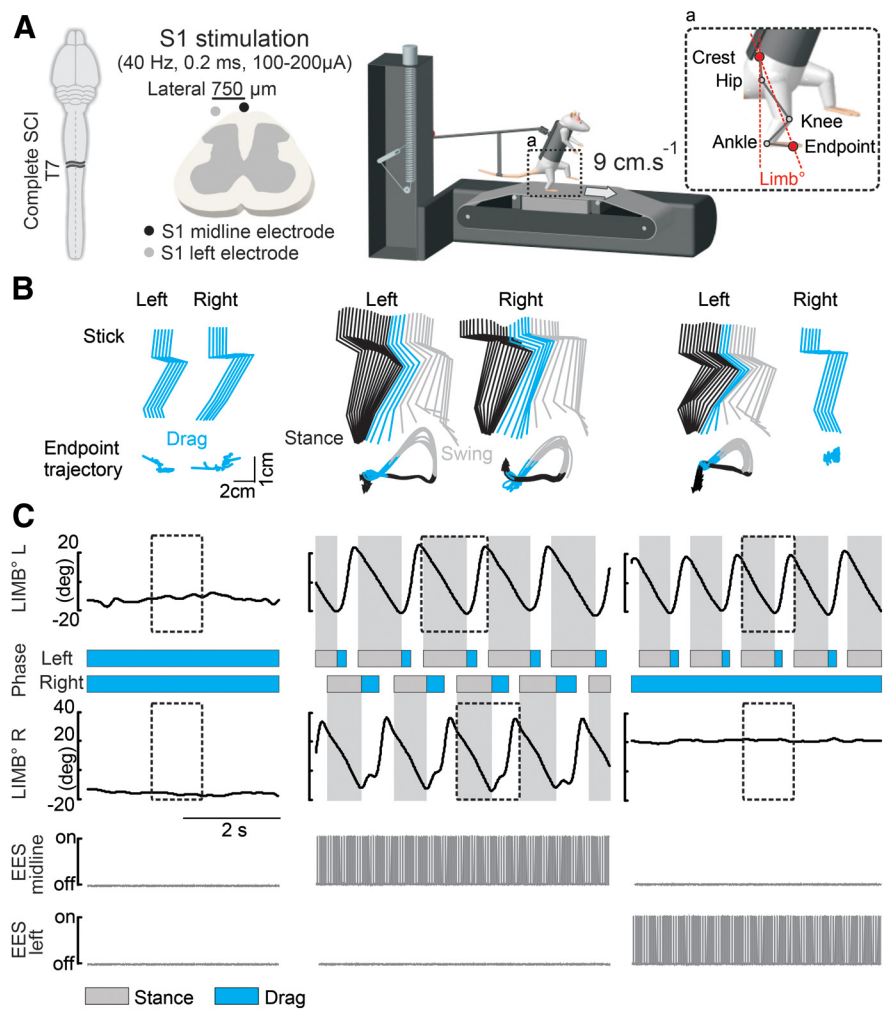 A
S1 stimulation
(40 Hz, 0.2 ms, 100-200µA)
Lateral 750 µm
Complete SCI
T7
S1 midline electrode
S1 left electrode
a
9 cm.s-1
a
Crest
Hip
Knee
Ankle
Endpoint
Limb°
B
Left Right
Left Right
Left Right
Stick
Drag
Stance
Swing
Endpoint
trajectory
1cm
2cm
C
LIMB° L
(deg)
20
-20
Phase
Left
Right
LIMB° R
(deg)
40
20
-20
2 s
EES
midline
on
off
EES
left
on
off
Stance Drag